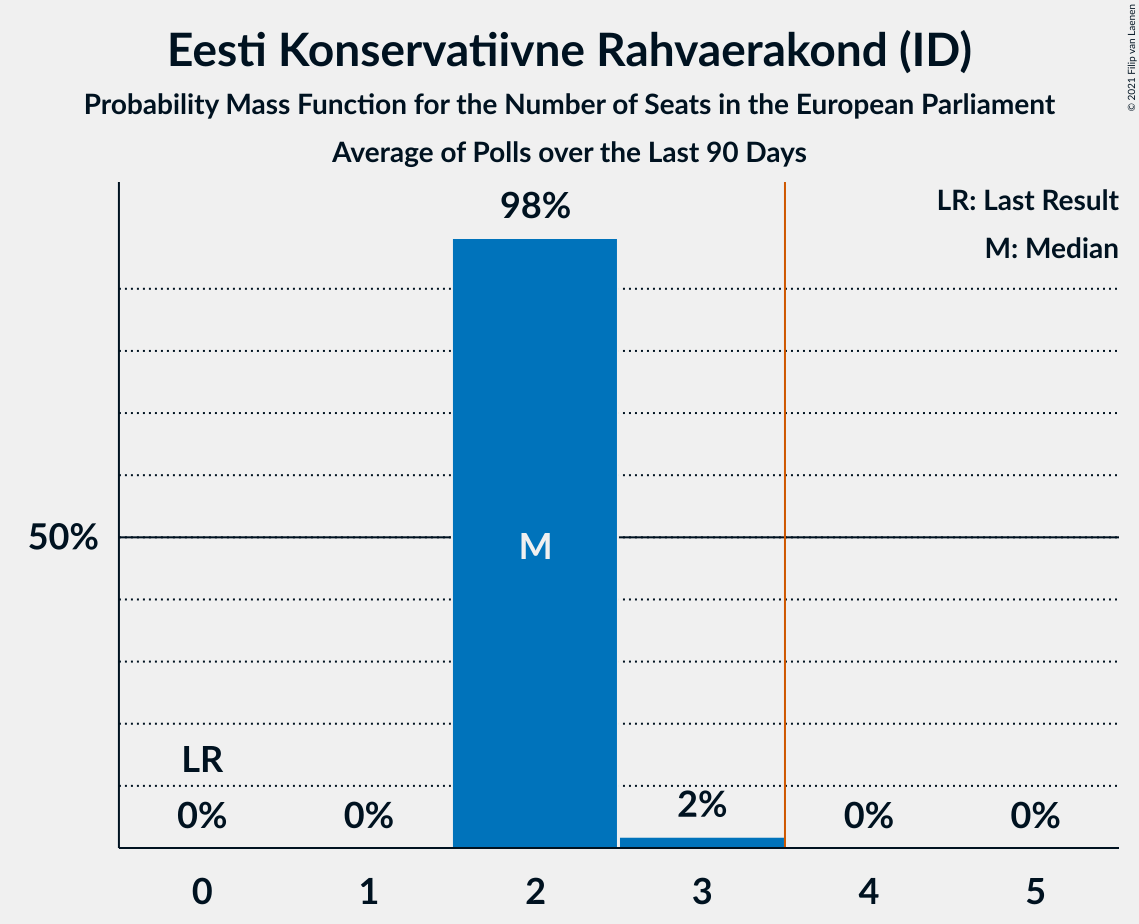 Eesti Konservatiivne Rahvaerakond (ID)
Probability Mass Function for the Number of Seats in the European Parliament
Average of Polls over the Last 90 Days
© 2021 Filip van Laenen
LR: Last Result
M: Median
98%
50%
M
LR
0%
0%
2%
0%
0%
0
1
2
3
4
5